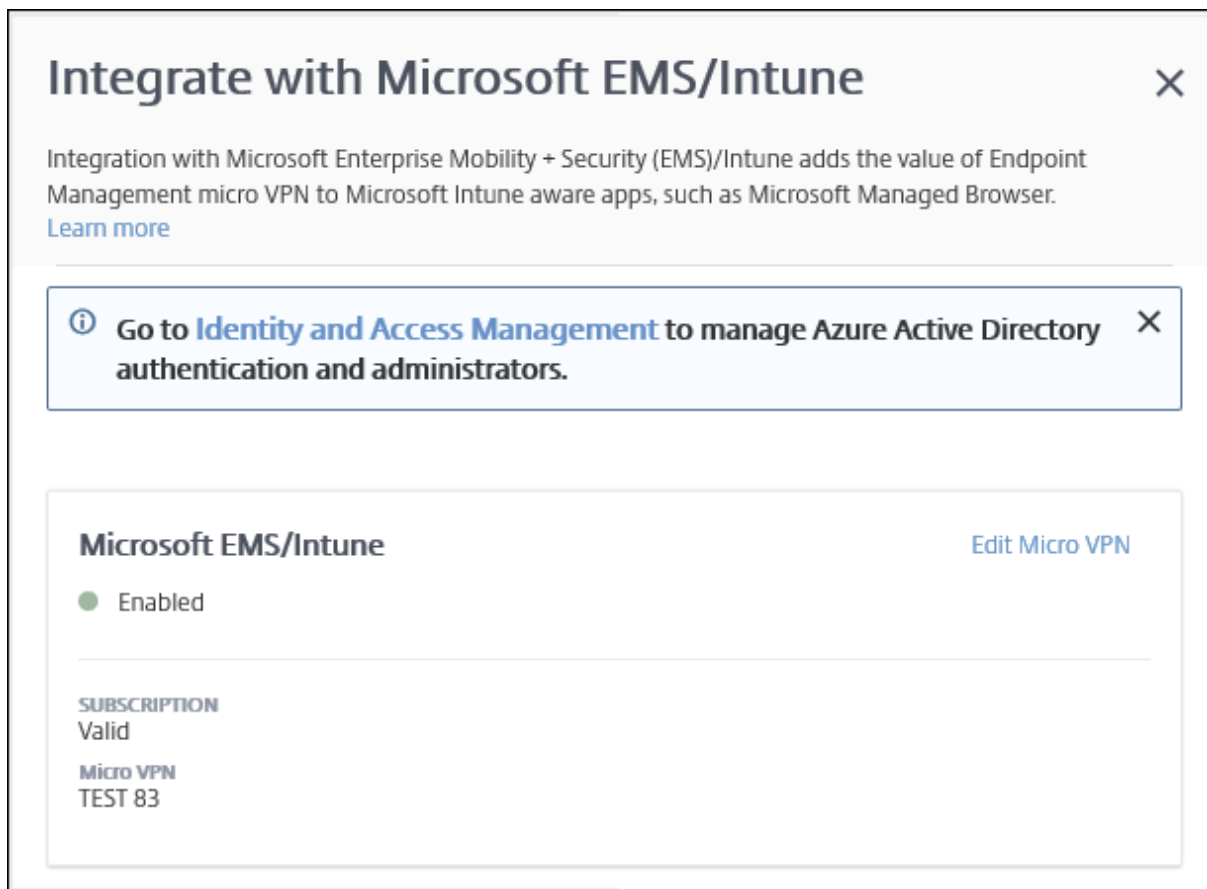 Integrate with Microsoft EMS/Intune
Integration with Microsoft Enterprise Mobility + Security (EMS)/Intune adds the value of Endpoint
Management micro VPN to Microsoft Intune aware apps, such as Microsoft Managed Browser.
Learn more
Go to Identity and Access Management to manage Azure Active Directory
authentication and administrators.
Microsoft EMS/Intune
Edit Micro VPN
Enabled
SUBSCRIPTION
Valid
Micro VPN
TEST 83